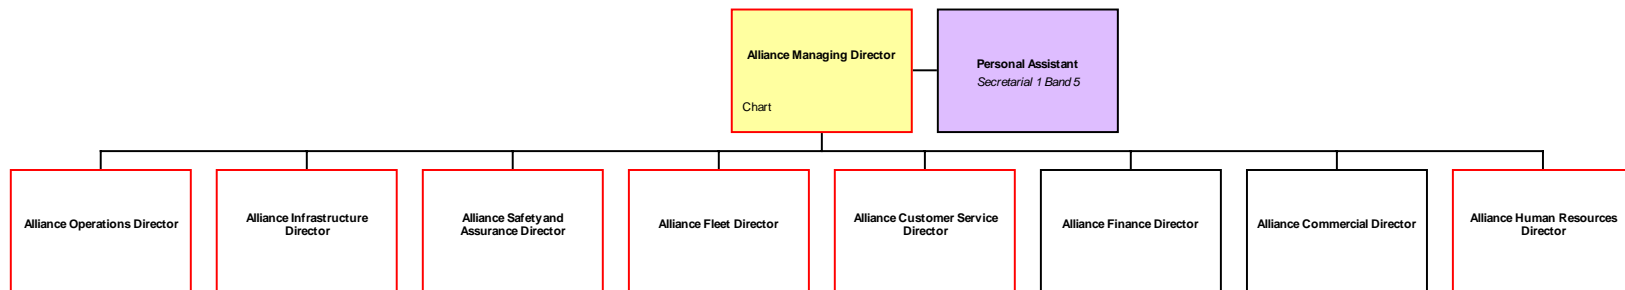 Alliance Managing Director
Chart
Personal Assistant
Secretarial 1 Band 5
Alliance Operations Director
Alliance Infrastructure
Director
Alliance Safety and
Assurance Director
Alliance Fleet Director
Alliance Customer Service
Director
Alliance Finance Director
Alliance Commercial Director
Alliance Human Resources
Director